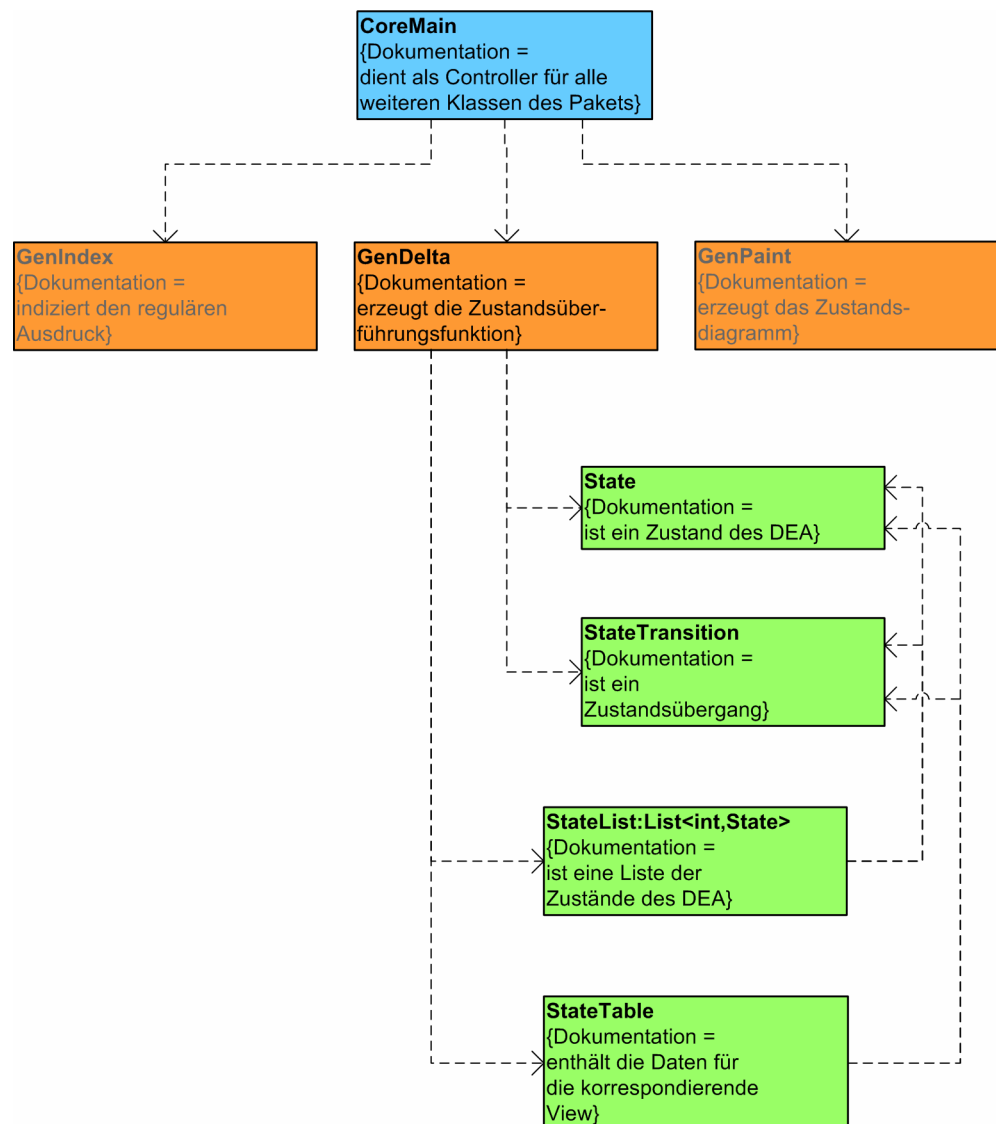 CoreMain
{Dokumentation =
dient als Controller für alle
weiteren Klassen des Pakets}
GenIndex
{Dokumentation =
indiziert den regulären
Ausdruck}
GenDelta
{Dokumentation =
erzeugt die Zustandsüber-
führungsfunktion}
GenPaint
{Dokumentation =
erzeugt das Zustands-
diagramm}
State
{Dokumentation =
ist ein Zustand des DEA}
StateTransition
{Dokumentation =
ist ein
Zustandsübergang}
StateList:List<int,State>
{Dokumentation =
ist eine Liste der
Zustände des DEA}
StateTable
{Dokumentation =
enthält die Daten für
die korrespondierende
View}